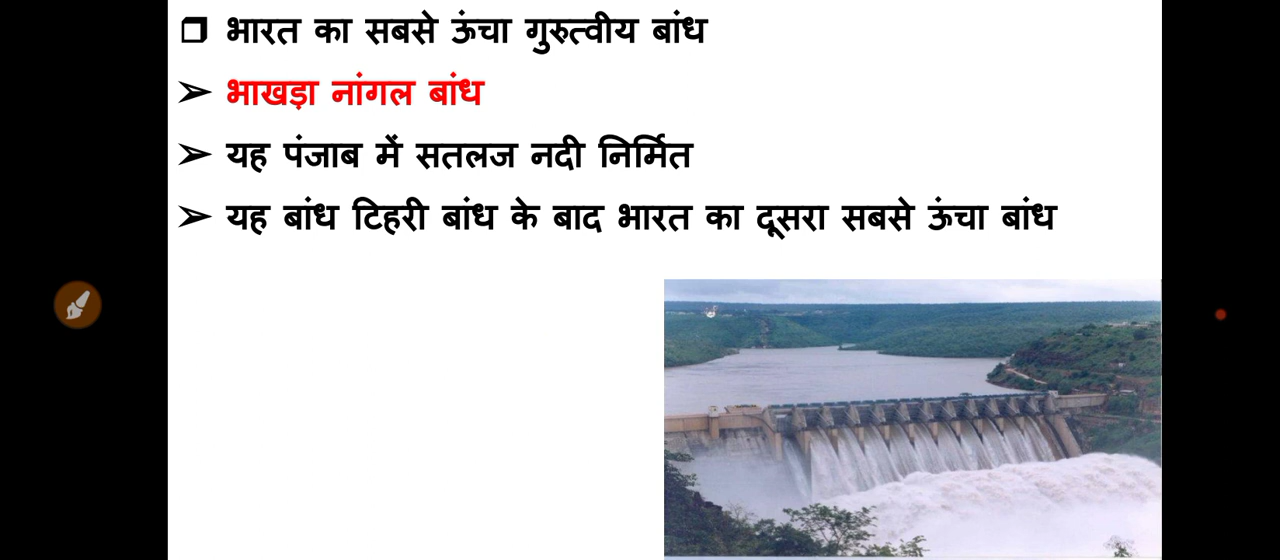 ❒ भारत का सबसे ऊंचा गुरुत्वीय बांध
➢ भाखड़ा नांगल बांध
➢ यह पंजाब में सतलज नदी निर्मित
➢ यह बांध टिहरी बांध के बाद भारत का दूसरा सबसे ऊंचा बांध